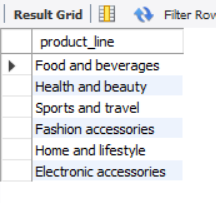 Result Grid Filter Row
product_line
Food and beverages
Health and beauty
Sports and travel
Fashion accessories
Home and lifestyle
Electronic accessories